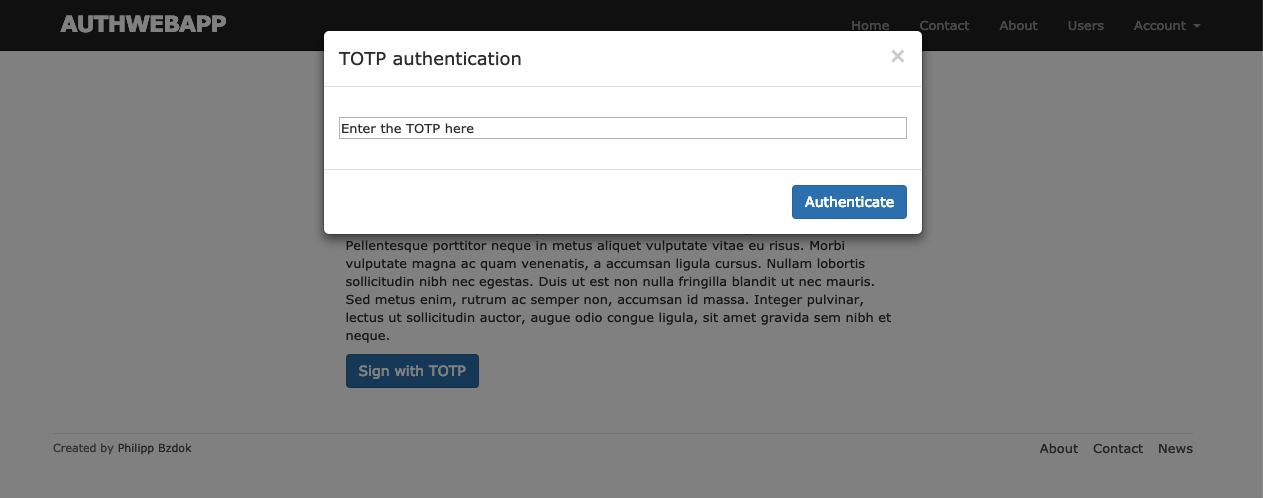 AUTHWEBAPP
Home Contact About Users Account
TOTP authentication ×
Enter the TOTP here
Authenticate
Pellentesque porttitor neque in metus aliquet vulputate vitae eu risus. Morbi
vulputate magna ac quam venenatis, a accumsan ligula cursus. Nullam lobortis
sollicitudin nibh nec egestas. Duis ut est non nulla fringilla blandit ut nec mauris.
Sed metus enim, rutrum ac semper non, accumsan id massa. Integer pulvinar,
lectus ut sollicitudin auctor, augue odio congue ligula, sit amet gravida sem nibh et
neque.
Sign with TOTP
Created by Philipp Bzdok
About Contact News